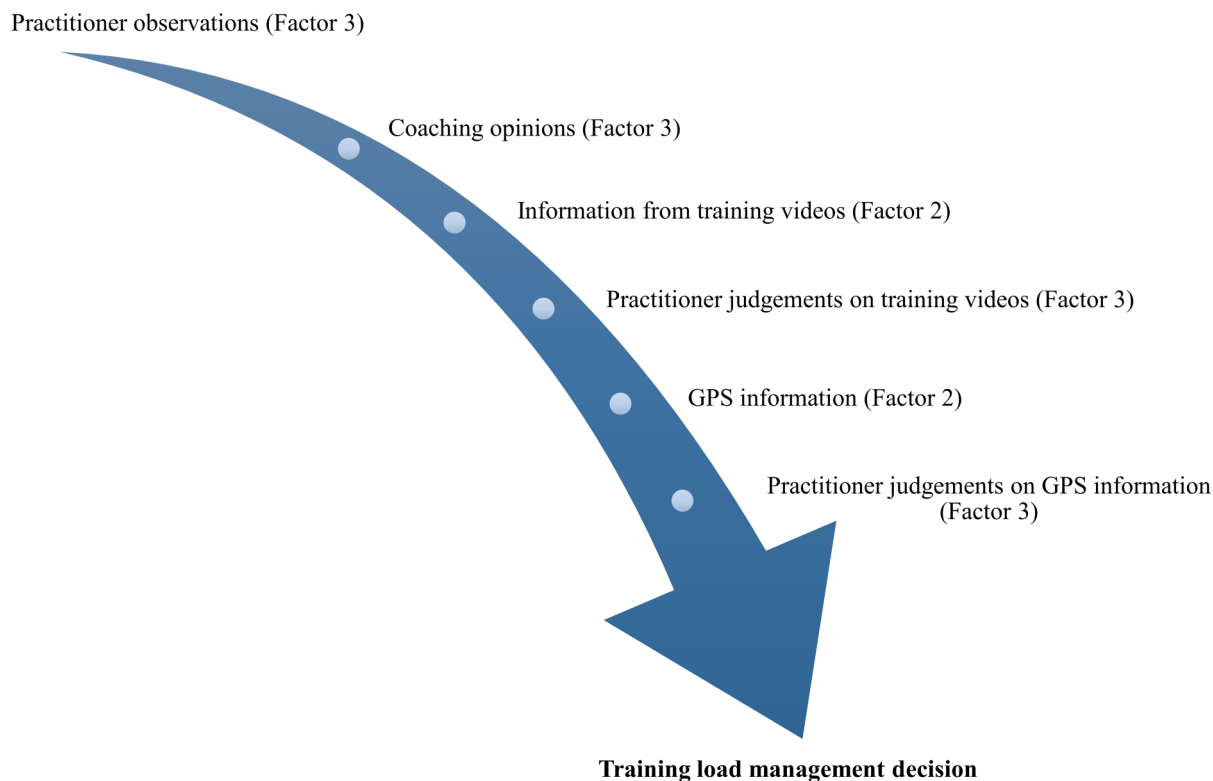 Practitioner observations (Factor 3)
Coaching opinions (Factor 3)
Information from training videos (Factor 2)
Practitioner judgements on training videos (Factor 3)
GPS information (Factor 2)
Practitioner judgements on GPS information
(Factor 3)
Training load management decision